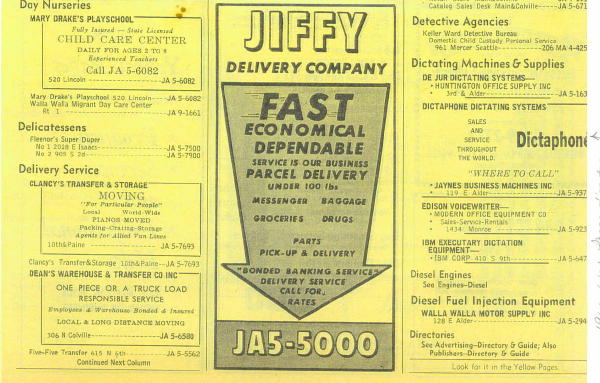 Day Nurseries
MARY DRAKE'S PLAYSCHOOL
Fully Insured — State Licensed
CHILD CARE CENTER
DAILY FOR AGES 2 TO 8
Experienced Teachers
Call JA 5-6082
520 Lincoln JA 5-6082
Mary Drake's Playschool 520 Lincoln JA 5-6082
Walla Walla Migrant Day Care Center
Rt 1 JA 9-1661
Delicatessens
Fleenor's Super Duper
No 1 2028 E Isaacs JA 5-7500
No 2 909 S 2d JA 5-7900
Delivery Service
CLANCY'S TRANSFER & STORAGE
MOVING
"For Particular People"
Local World-Wide
PIANOS MOVED
Packing-Crating-Storage
Agents for Allied Van Lines
10th&Paine JA 5-7693
Clancy's Transfer&Storage 10th&Paine JA 5-7693
DEAN'S WAREHOUSE & TRANSFER CO INC
ONE PIECE OR A TRUCK LOAD
RESPONSIBLE SERVICE
Employees & Warehouse Bonded & Insured
LOCAL & LONG DISTANCE MOVING
306 N Colville JA 5-6580
Five-Five Transfer 615 N 6th JA 5-5562
Continued Next Column
JIFFY
DELIVERY COMPANY
FAST
ECONOMICAL
DEPENDABLE
SERVICE IS OUR BUSINESS
PARCEL DELIVERY
UNDER 100 lbs
MESSENGER BAGGAGE
GROCERIES DRUGS
PARTS
PICK-UP & DELIVERY
"BONDED BANKING SERVICE"
DELIVERY SERVICE
CALL FOR
RATES
JA5-5000
Catalog Sales Desk Main&Colville JA 5-671
Detective Agencies
Keller Ward Detective Bureau
Domestic Child Custody Personal Service
961 Mercer Seattle 206 MA 4-425
Dictating Machines & Supplies
DE JUR DICTATING SYSTEMS—
• HUNTINGTON OFFICE SUPPLY INC
3rd & Alder JA 5-163
DICTAPHONE DICTATING SYSTEMS
SALES
AND
SERVICE
THROUGHOUT
THE WORLD.
Dictaphone
"WHERE TO CALL"
• JAYNES BUSINESS MACHINES INC
119 E Alder JA 5-937
EDISON VOICEWRITER—
• MODERN OFFICE EQUIPMENT CO
Sales-Service-Rentals
1434 Monroe JA 5-923
IBM EXECUTARY DICTATION
EQUIPMENT—
• IBM CORP 410 S 9th JA 5-647
Diesel Engines
See Engines-Diesel
Diesel Fuel Injection Equipment
WALLA WALLA MOTOR SUPPLY INC
128 E Alder JA 5-294
Directories
See Advertising-Directory & Guide; Also
Publishers-Directory & Guide
Look for it in the Yellow Pages